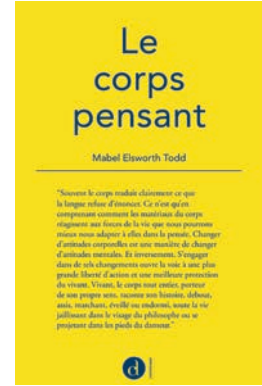 Le
corps
pensant
Mabel Elsworth Todd
"Souvent le corps traduit clairement ce que
la langue refuse d'énoncer. Ce n'est qu'en
comprenant comment les matériaux du corps
réagissent aux forces de la vie que nous pourrons
mieux nous adapter à elles dans la pensée. Changer
d'attitudes corporelles est une manière de changer
d'attitudes mentales. Et inversement. S'engager
dans de tels changements ouvre la voie à une plus
grande liberté d'action et une meilleure protection
du vivant. Vivant, le corps tout entier, porteur
de son propre sens, raconte son histoire, debout,
assis, marchant, éveillé ou endormi, toute la vie
jaillissant dans le visage du philosophe ou se
projetant dans les pieds du danseur."
d